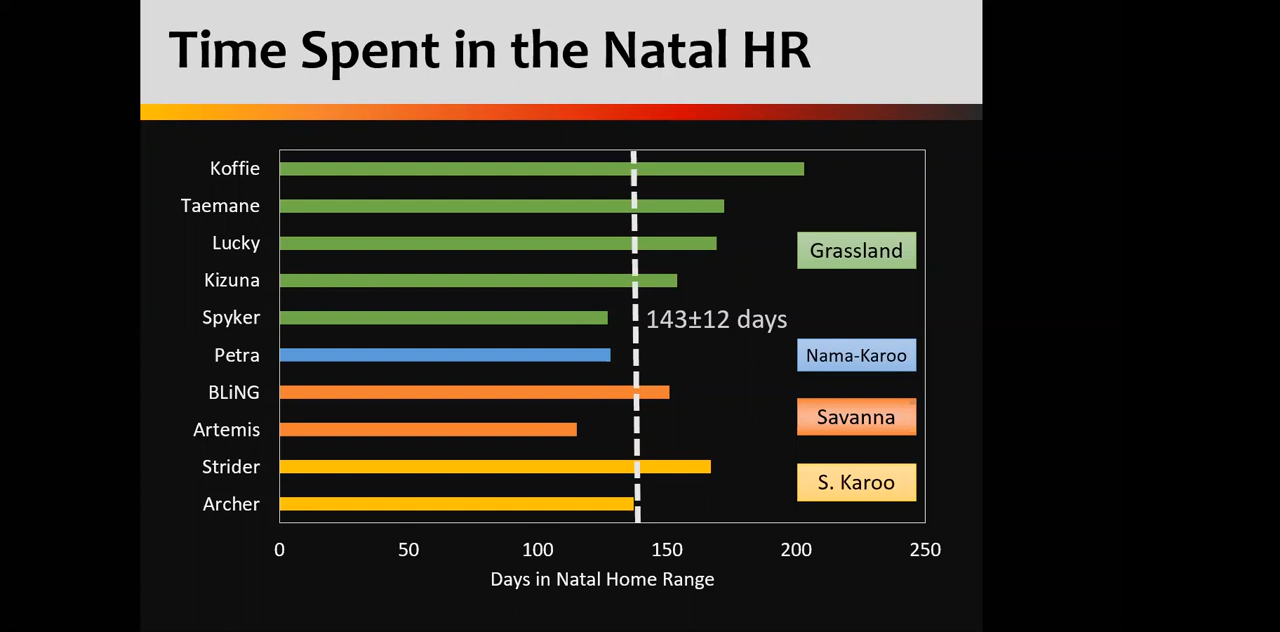 Time Spent in the Natal HR
Koffie
Taemane
Lucky
Kizuna
Spyker
Petra
BLiNG
Artemis
Strider
Archer
143±12 days
Grassland
Nama-Karoo
Savanna
S. Karoo
0 50 100 150 200 250
Days in Natal Home Range